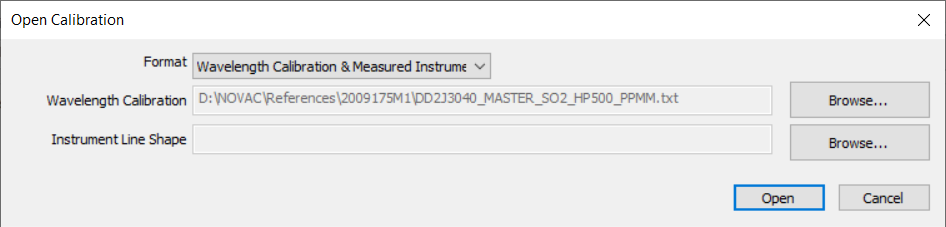 Open Calibration
Format Wavelength Calibration & Measured Instrume
Wavelength Calibration D:\NOVAC\References\2009175M1\DD2J3040_MASTER_SO2_HP500_PPMM.txt Browse...
Instrument Line Shape Browse...
Open Cancel